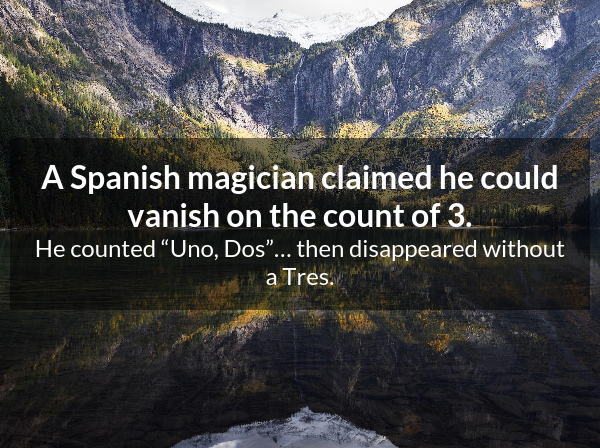 A Spanish magician claimed he could
vanish on the count of 3.
He counted “Uno, Dos”... then disappeared without
a Tres.